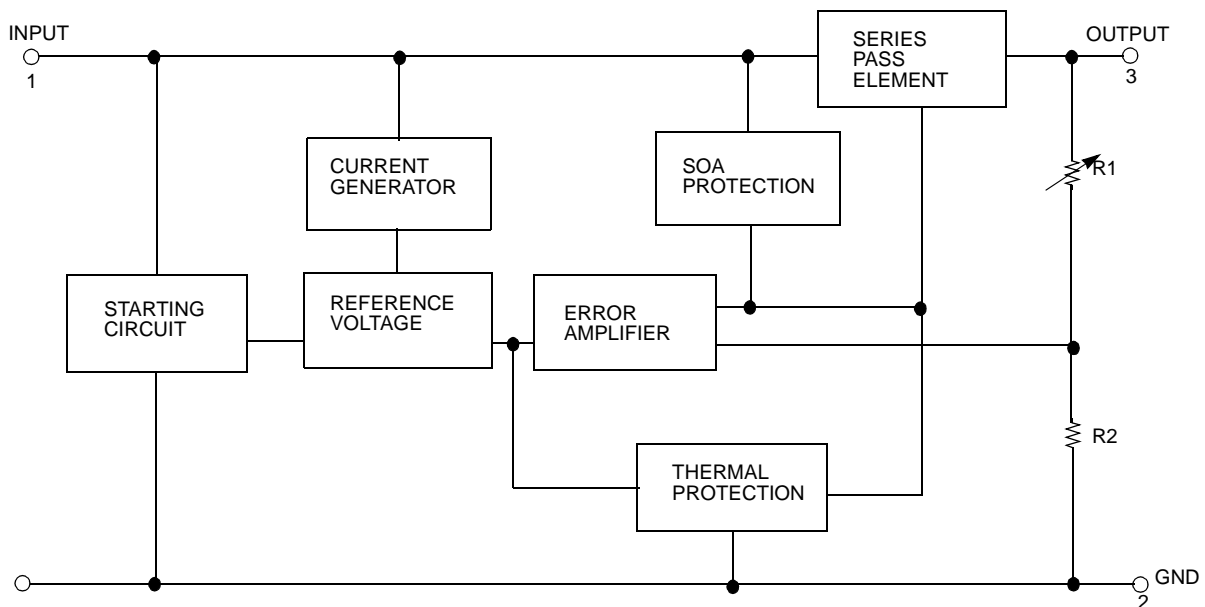 INPUT
1
SERIES
PASS
ELEMENT
OUTPUT
3
CURRENT
GENERATOR
SOA
PROTECTION
R1
STARTING
CIRCUIT
REFERENCE
VOLTAGE
ERROR
AMPLIFIER
R2
THERMAL
PROTECTION
GND
2